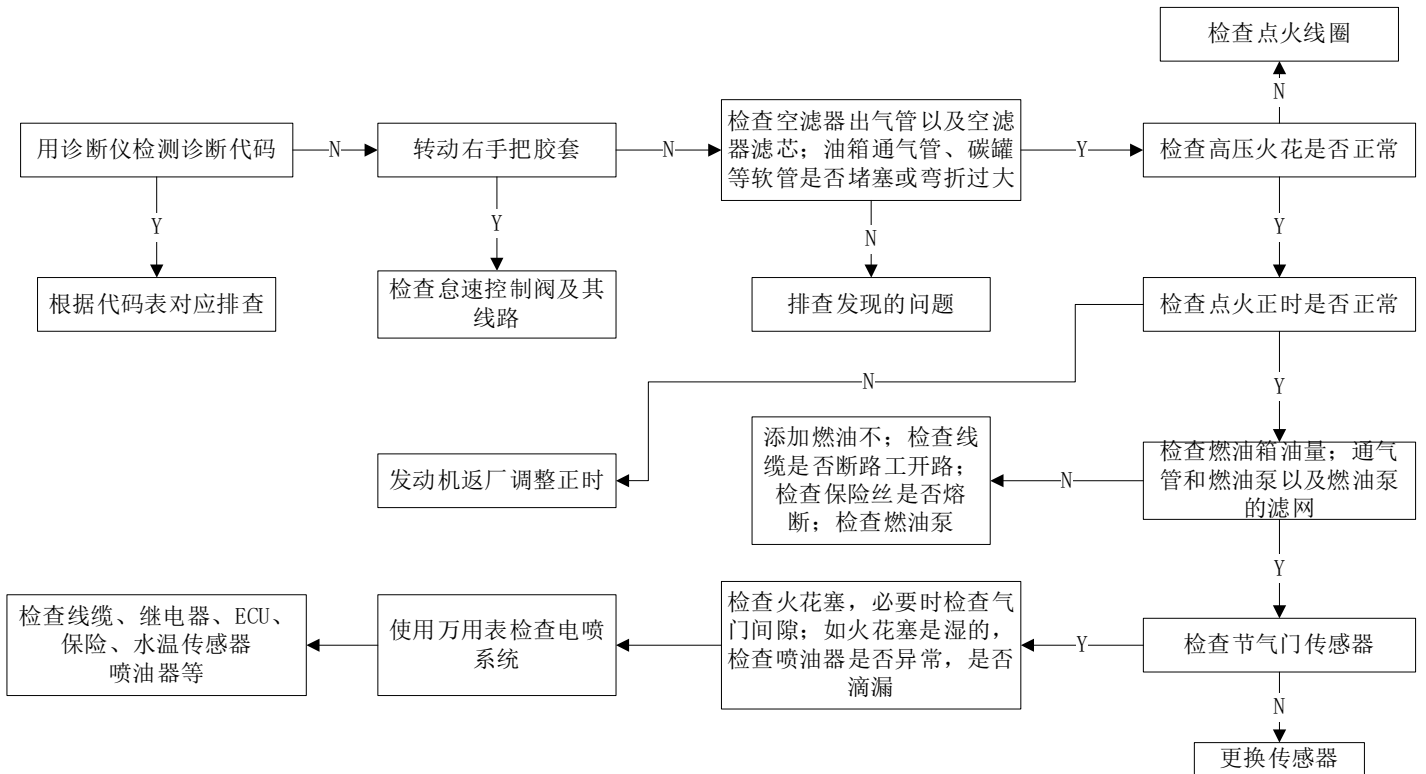 检查点火线圈
N
用诊断仪检测诊断代码
N
转动右手把胶套
N
检查空滤器出气管以及空滤
器滤芯；油箱通气管、碳罐
等软管是否堵塞或弯折过大
Y
检查高压火花是否正常
Y
Y
N
Y
根据代码表对应排查
检查怠速控制阀及其
线路
排查发现的问题
检查点火正时是否正常
N
Y
发动机返厂调整正时
添加燃油不；检查线
缆是否断路工开路；
检查保险丝是否熔
断；检查燃油泵
N
检查燃油箱油量；通气
管和燃油泵以及燃油泵
的滤网
Y
检查线缆、继电器、ECU、
保险、水温传感器
喷油器等
使用万用表检查电喷
系统
检查火花塞，必要时检查气
门间隙；如火花塞是湿的，
检查喷油器是否异常，是否
滴漏
Y
检查节气门传感器
N
更换传感器